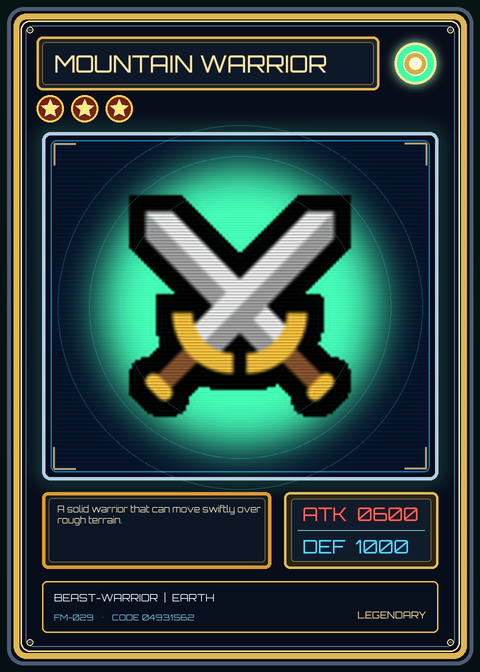 MOUNTAIN WARRIOR
A solid warrior that can move swiftly over
rough terrain.
ATK 0600
DEF 1000
BEAST-WARRIOR | EARTH
FM-029 · CODE 04931562
LEGENDARY